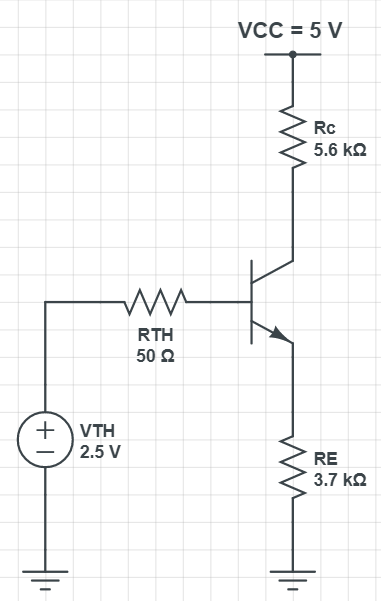 VCC = 5 V
Rc
5.6 kΩ
RTH
50 Ω
VTH
2.5 V
RE
3.7 kΩ